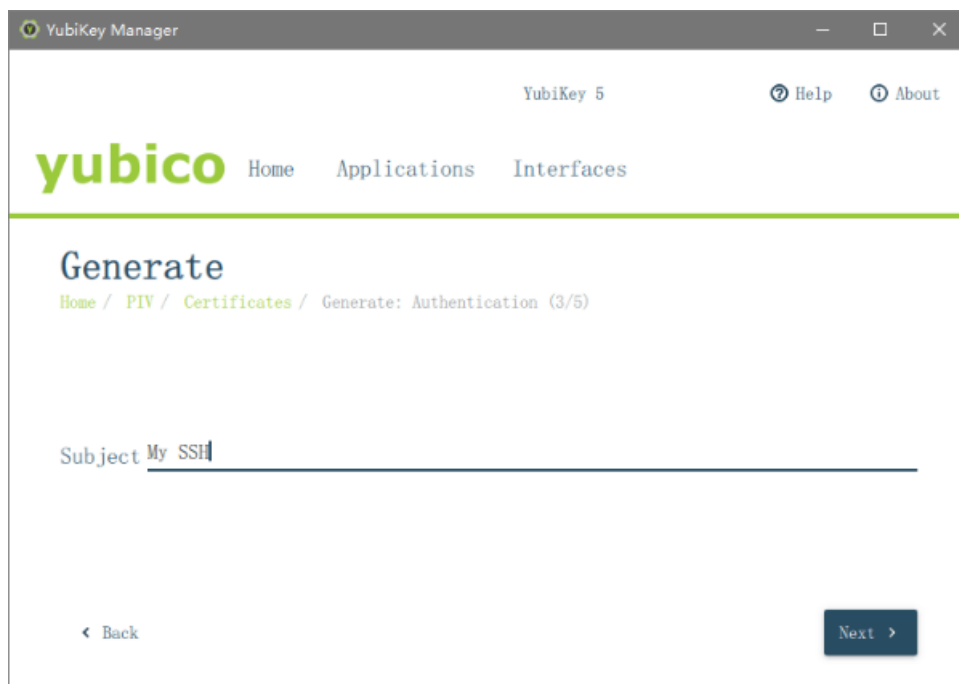 YubiKey Manager
YubiKey 5
Help
About
yubico
Home
Applications
Interfaces
Generate
Home / PIV / Certificates / Generate: Authentication (3/5)
Subject My SSH
Back
Next